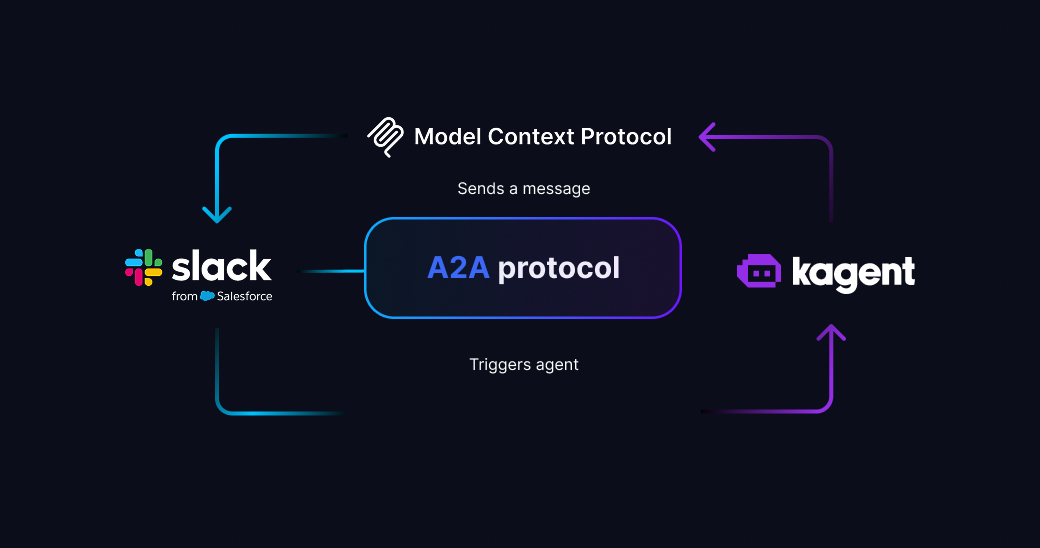 Model Context Protocol
Sends a message
A2A protocol
slack
from Salesforce
kagent
Triggers agent